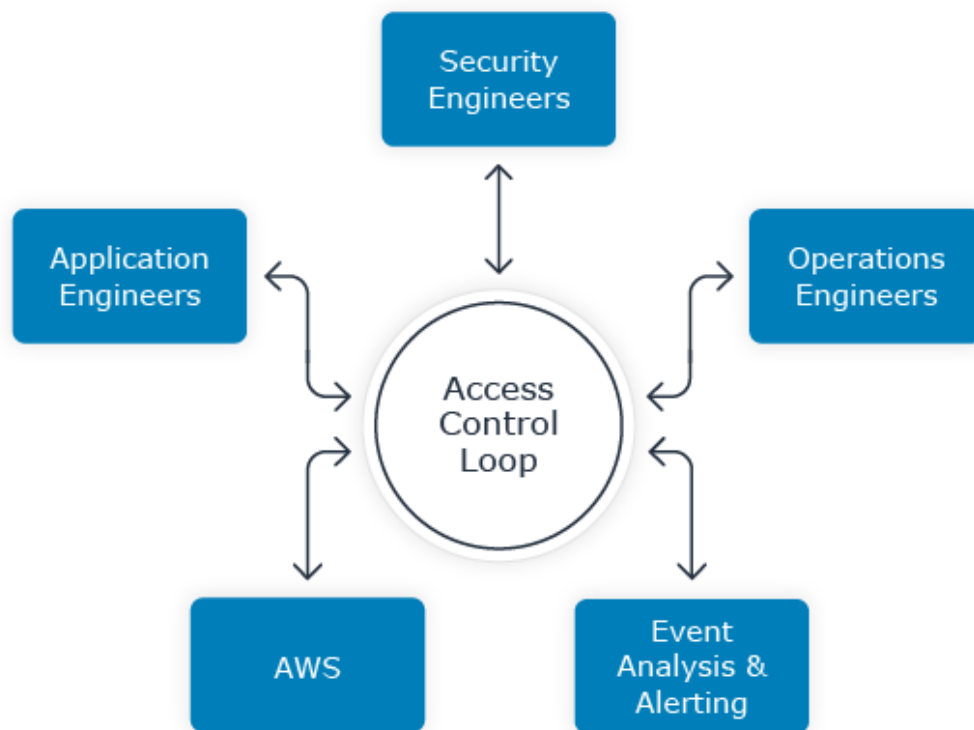 Security
Engineers
Application
Engineers
Operations
Engineers
Access
Control
Loop
AWS
Event
Analysis &
Alerting